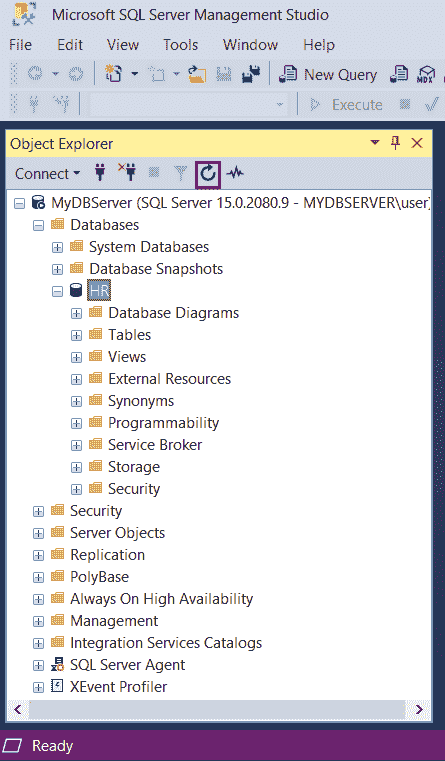 Microsoft SQL Server Management Studio
File Edit View Tools Window Help
New Query MDX
Execute
Object Explorer
Connect
MyDBServer (SQL Server 15.0.2080.9 - MYDBSERVER\user)
Databases
System Databases
Database Snapshots
HR
Database Diagrams
Tables
Views
External Resources
Synonyms
Programmability
Service Broker
Storage
Security
Security
Server Objects
Replication
PolyBase
Always On High Availability
Management
Integration Services Catalogs
SQL Server Agent
XEvent Profiler
Ready